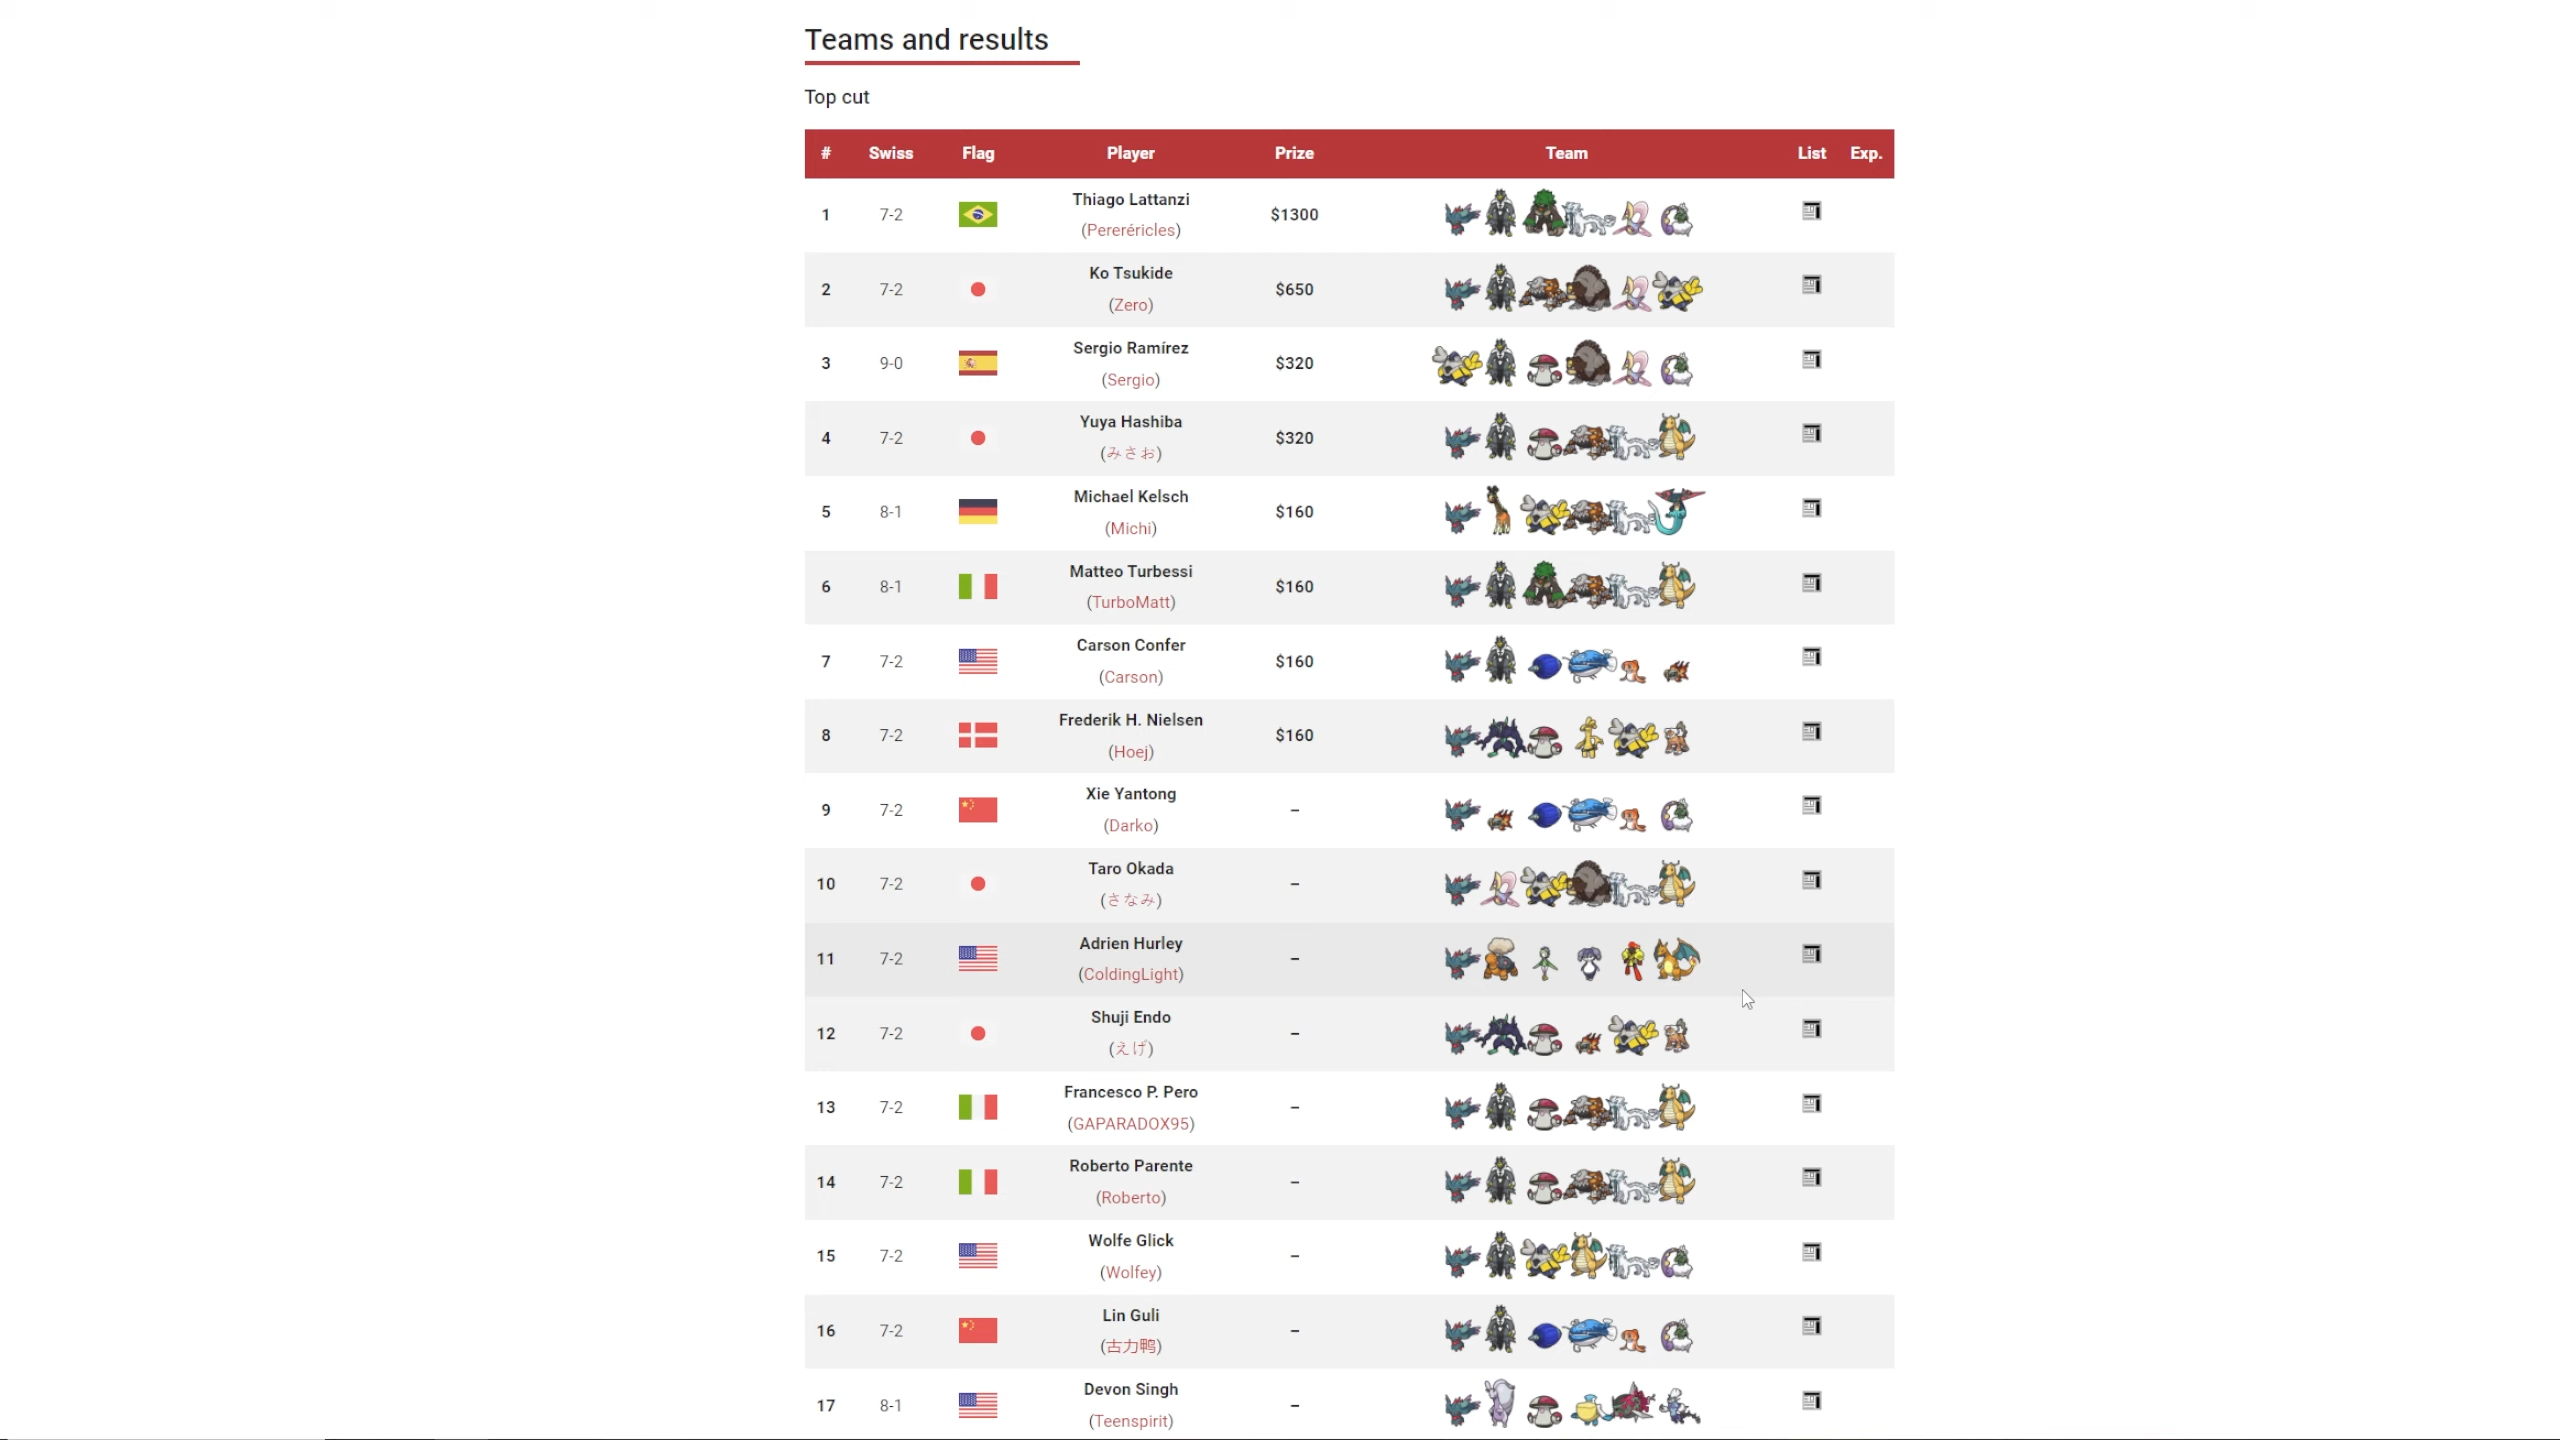 Teams and results
Top cut
# Swiss Flag Player Prize Team List Exp.
1 7-2 Thiago Lattanzi (Pereréricles) $1300
2 7-2 Ko Tsukide (Zero) $650
3 9-0 Sergio Ramírez (Sergio) $320
4 7-2 Yuya Hashiba (みさお) $320
5 8-1 Michael Kelsch (Michi) $160
6 8-1 Matteo Turbessi (TurboMatt) $160
7 7-2 Carson Confer (Carson) $160
8 7-2 Frederik H. Nielsen (Hoej) $160
9 7-2 Xie Yantong (Darko) –
10 7-2 Taro Okada (さなみ) –
11 7-2 Adrien Hurley (ColdingLight) –
12 7-2 Shuji Endo (えげ) –
13 7-2 Francesco P. Pero (GAPARADOX95) –
14 7-2 Roberto Parente (Roberto) –
15 7-2 Wolfe Glick (Wolfey) –
16 7-2 Lin Guli (古力鸭) –
17 8-1 Devon Singh (Teenspirit) –